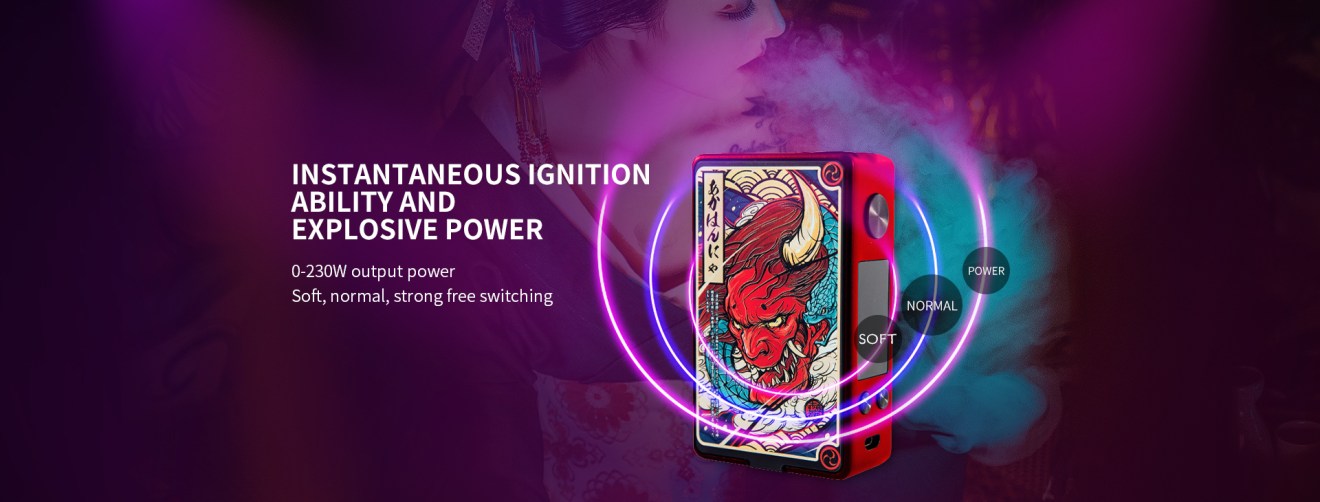 INSTANTANEOUS IGNITION
ABILITY AND
EXPLOSIVE POWER
0-230W output power
Soft, normal, strong free switching
あかはんにゃ
POWER
NORMAL
SOFT